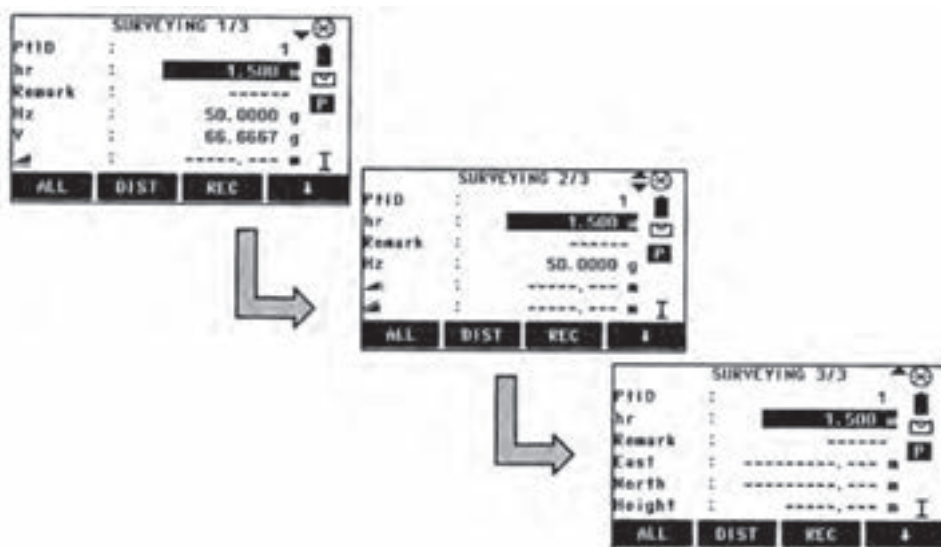 SURVEYING 1/3
PtID : 1
hr : 1.500 m
Remark : ------
Hz : 50.0000 g
V : 66.6667 g
: -----.--- m
ALL DIST REC ↓
SURVEYING 2/3
PtID : 1
hr : 1.500 m
Remark : ------
Hz : 50.0000 g
: -----.--- m
: -----.--- m
ALL DIST REC ↓
SURVEYING 3/3
PtID : 1
hr : 1.500 m
Remark : ------
East : ---------.--- m
North : ---------.--- m
Height : -----.--- m
ALL DIST REC ↓
P
P
P